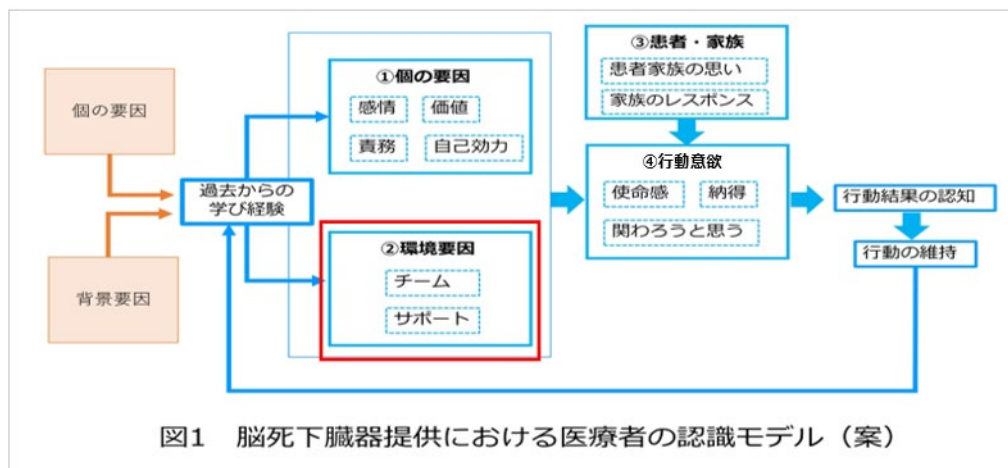 個の要因
背景要因
過去からの
学び経験
①個の要因
感情
価値
責務
自己効力
②環境要因
チーム
サポート
③患者・家族
患者家族の思い
家族のレスポンス
④行動意欲
使命感
納得
関わろうと思う
行動結果の認知
行動の維持
図1 脳死下臓器提供における医療者の認識モデル（案）